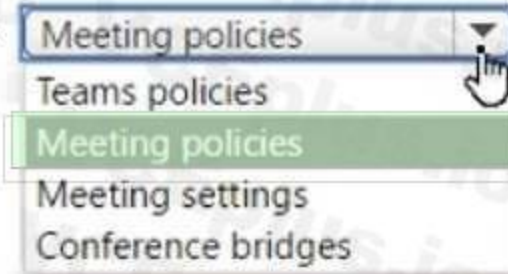 Meeting policies
Teams policies
Meeting policies
Meeting settings
Conference bridges